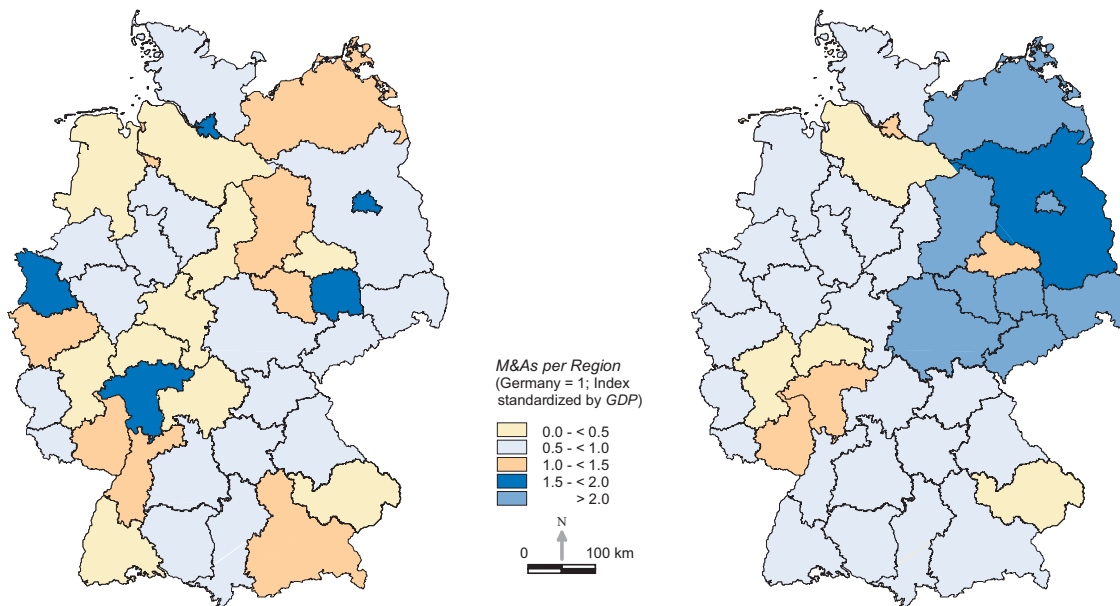 M&As per Region
(Germany = 1; Index
standardized by GDP)
0.0 - < 0.5
0.5 - < 1.0
1.0 - < 1.5
1.5 - < 2.0
> 2.0
N
0 100 km